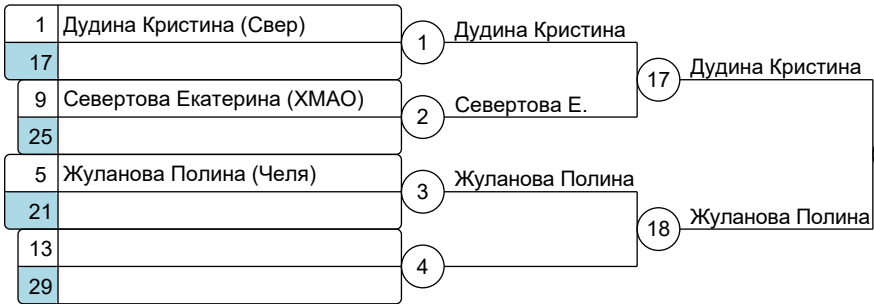 1 Дудина Кристина (Свер)
17
9 Севертова Екатерина (ХМАО)
25
5 Жуланова Полина (Челя)
21
13
29
1 Дудина Кристина
2 Севертова Е.
3 Жуланова Полина
4
17 Дудина Кристина
18 Жуланова Полина